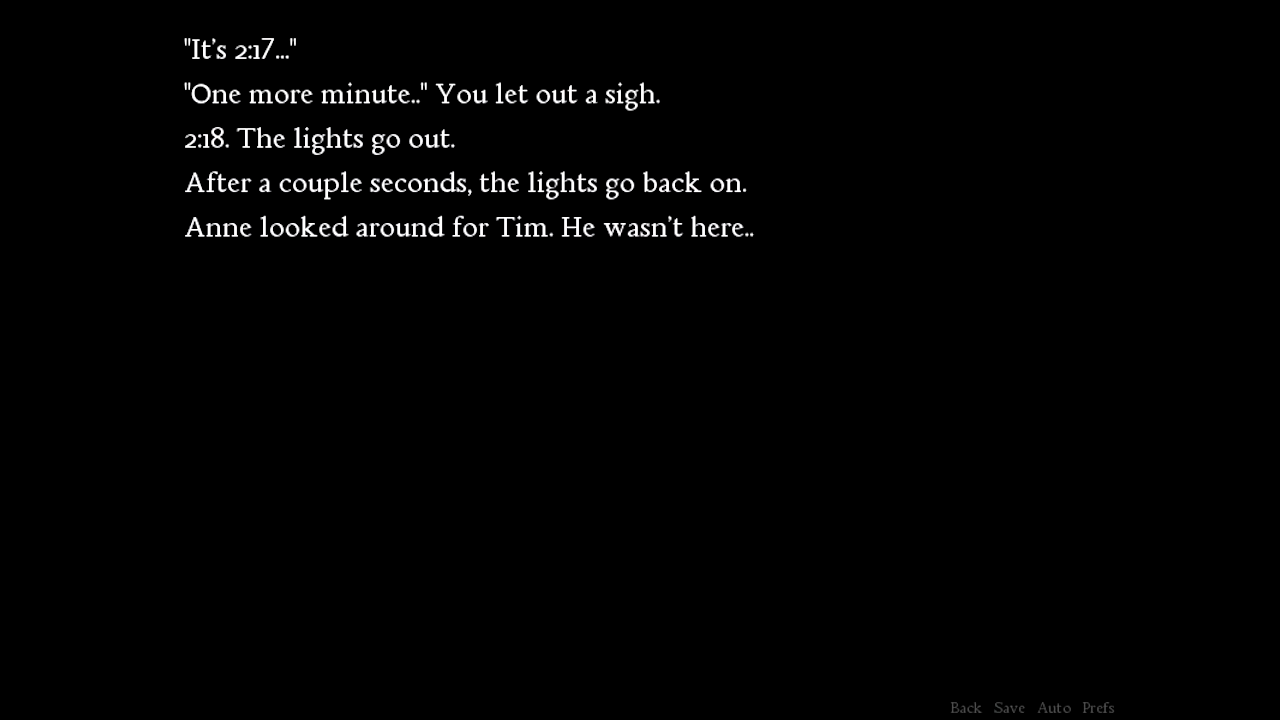 "It's 2:17..."
"One more minute.." You let out a sigh.
2:18. The lights go out.
After a couple seconds, the lights go back on.
Anne looked around for Tim. He wasn't here..
Back Save Auto Prefs